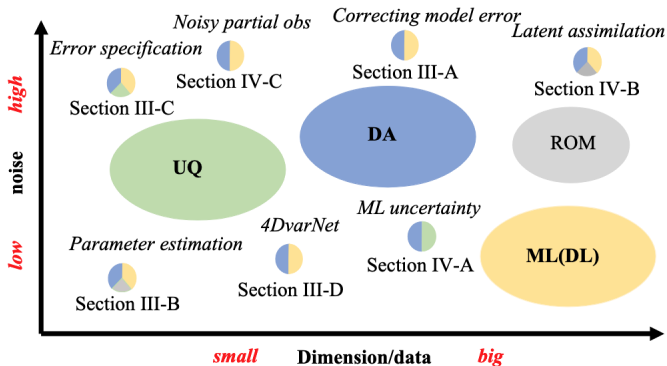 Correcting model error
Noisy partial obs
Latent assimilation
Error specification
Section III-A
Section IV-C
Section IV-B
Section III-C
high
DA
ROM
UQ
noise
ML uncertainty
4DvarNet
Parameter estimation
Section IV-A
ML(DL)
low
Section III-D
Section III-B
small
Dimension/data
big